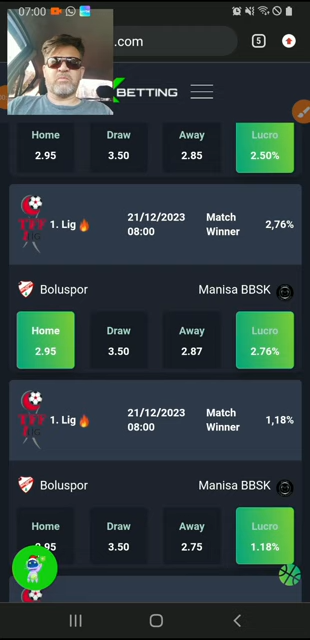 07:00
.com
5
BETTING
Home Draw Away Lucro
2.95 3.50 2.85 2.50%
1. Lig 21/12/2023 08:00 Match Winner 2,76%
Boluspor Manisa BBSK
Home Draw Away Lucro
2.95 3.50 2.87 2.76%
1. Lig 21/12/2023 08:00 Match Winner 1,18%
Boluspor Manisa BBSK
Home Draw Away Lucro
2.95 3.50 2.75 1.18%